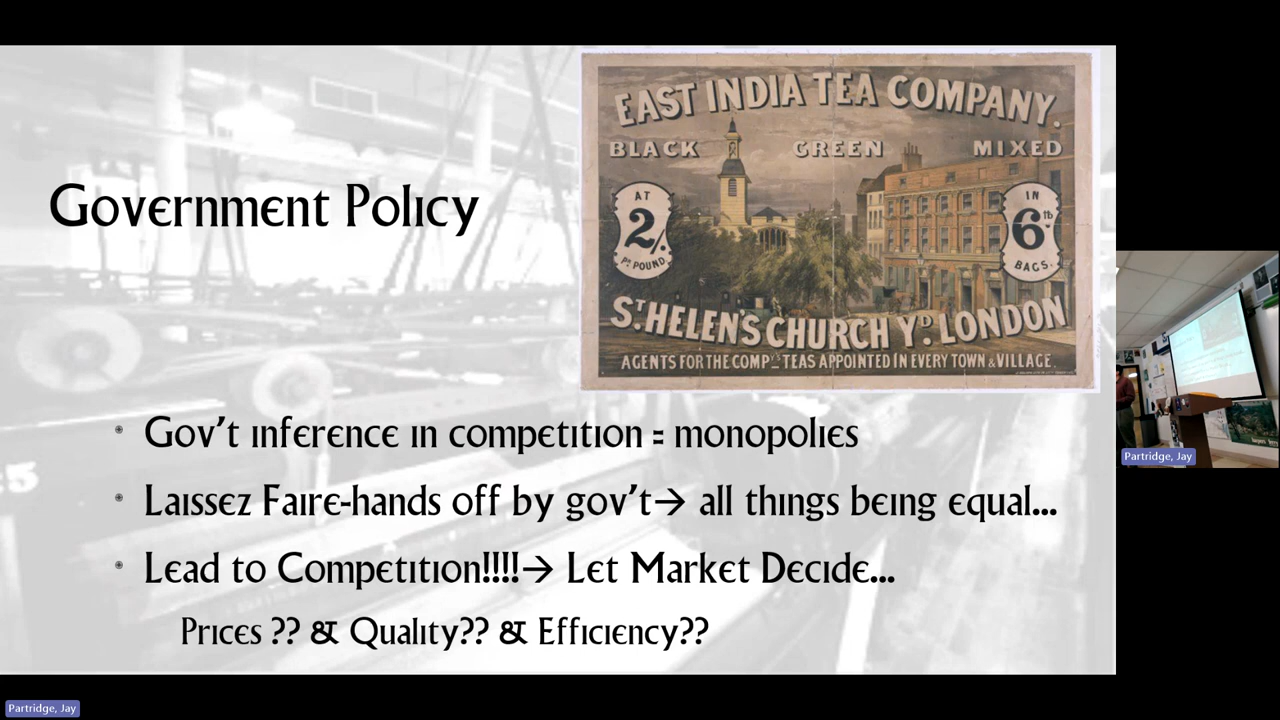 Government Policy
EAST INDIA TEA COMPANY.
BLACK GREEN MIXED
AT
2/.
PR POUND.
IN
6 lb
BAGS.
ST HELEN'S CHURCH YD. LONDON
AGENTS FOR THE COMPY'S TEAS APPOINTED IN EVERY TOWN & VILLAGE.
Gov't inference in competition = monopolies
Laissez Faire-hands off by gov't→ all things being equal...
Lead to Competition!!!!→ Let Market Decide...
Prices ?? & Quality?? & Efficiency??
Partridge, Jay
Partridge, Jay